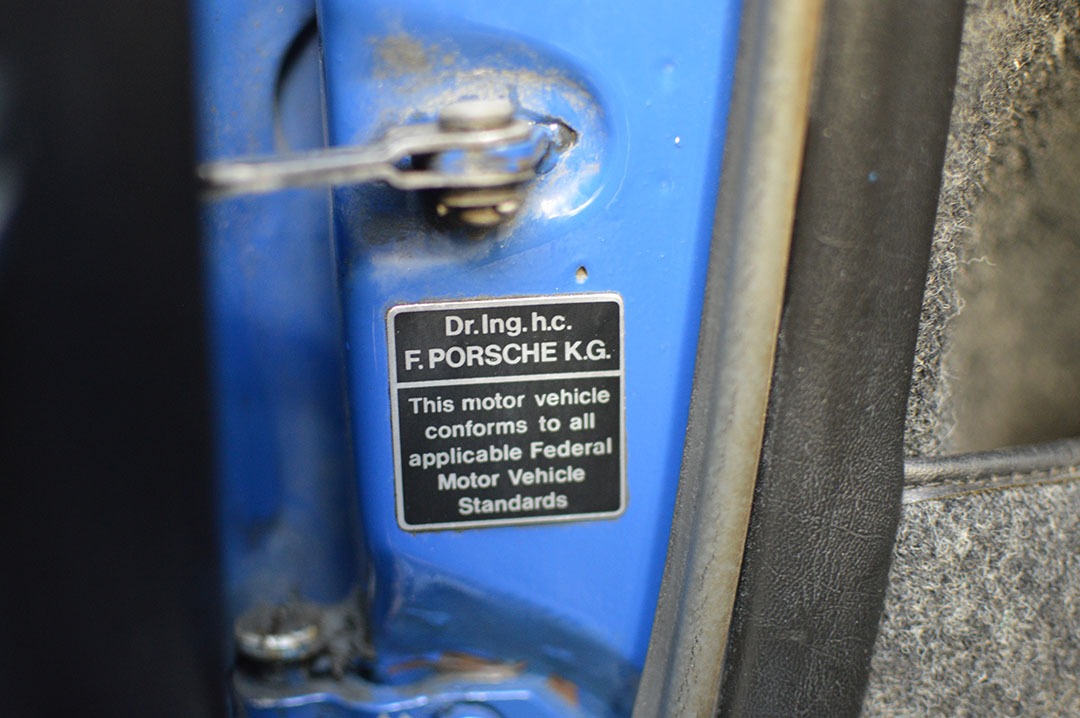 Dr.Ing.h.c.
F. PORSCHE K.G.
This motor vehicle
conforms to all
applicable Federal
Motor Vehicle
Standards